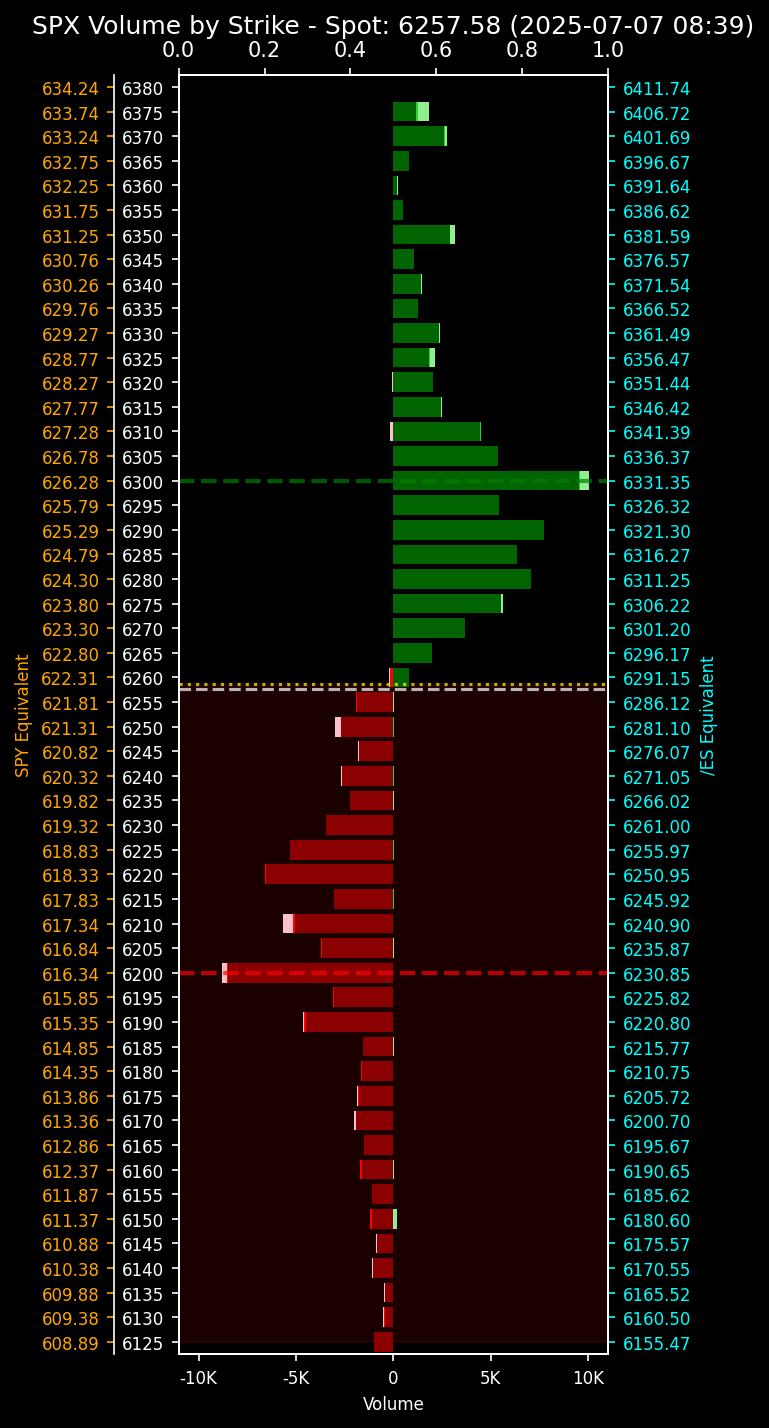 SPX Volume by Strike - Spot: 6257.58 (2025-07-07 08:39)
0.0 0.2 0.4 0.6 0.8 1.0
634.24 6380 6411.74
633.74 6375 6406.72
633.24 6370 6401.69
632.75 6365 6396.67
632.25 6360 6391.64
631.75 6355 6386.62
631.25 6350 6381.59
630.76 6345 6376.57
630.26 6340 6371.54
629.76 6335 6366.52
629.27 6330 6361.49
628.77 6325 6356.47
628.27 6320 6351.44
627.77 6315 6346.42
627.28 6310 6341.39
626.78 6305 6336.37
626.28 6300 6331.35
625.79 6295 6326.32
625.29 6290 6321.30
624.79 6285 6316.27
624.30 6280 6311.25
623.80 6275 6306.22
623.30 6270 6301.20
622.80 6265 6296.17
622.31 6260 6291.15
621.81 6255 6286.12
621.31 6250 6281.10
620.82 6245 6276.07
620.32 6240 6271.05
619.82 6235 6266.02
619.32 6230 6261.00
618.83 6225 6255.97
618.33 6220 6250.95
617.83 6215 6245.92
617.34 6210 6240.90
616.84 6205 6235.87
616.34 6200 6230.85
615.85 6195 6225.82
615.35 6190 6220.80
614.85 6185 6215.77
614.35 6180 6210.75
613.86 6175 6205.72
613.36 6170 6200.70
612.86 6165 6195.67
612.37 6160 6190.65
611.87 6155 6185.62
611.37 6150 6180.60
610.88 6145 6175.57
610.38 6140 6170.55
609.88 6135 6165.52
609.38 6130 6160.50
608.89 6125 6155.47
SPY Equivalent
/ES Equivalent
-10K -5K 0 5K 10K
Volume